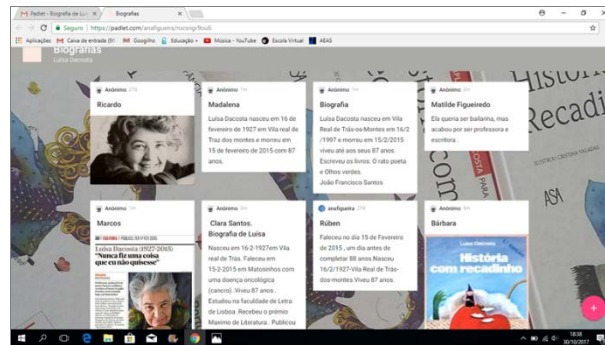 M Padlet - Biografia de Lu
Biografias
Seguro
https://padlet.com/anafigueira/
Aplicações
Caixa de entrada
Googilho
Educação
Música - YouTube
Escola Virtual
AEAS
Biografias
Luísa Dacosta
Anónimo
Ricardo
Anónimo
Madalena
Luísa Dacosta nasceu em 16 de
fevereiro de 1927 em Vila real de
Traz dos montes e morreu em
15 de fevereiro de 2015 com 87
anos.
Anónimo
Biografia
Luísa Dacosta nasceu em Vila
Real de Trás-os-Montes em 16/2
/1997 e morreu em 15/2/2015
viveu até aos seus 87 anos.
Escreveu os livros: O rato poeta
e Olhos verdes.
João Francisco Santos
Anónimo
Matilde Figueiredo
Ela queria ser bailarina, mas
acabou por ser professora e
escritora .
Anónimo
Marcos
Luísa Dacosta (1927-2015)
"Nunca fiz uma coisa
que eu não quisesse"
Anónimo
Clara Santos.
Biografia de Luísa
Nasceu em 16-2-1927em Vila
real de Trás. Faleceu em
15-2-2015 em Matosinhos com
uma doença oncológica
(cancro). Viveu 87 anos .
Estudou na faculdade de Letra
de Lisboa .Recebeu o prémio
Maximo de Literatura . Publicou
anafigueira
Rúben
Faleceu no dia 15 de Fevereiro
de 2015 , um dia antes de
completar 88 anos.Nasceu
16/2/1927-Vila Real de Trás-
dos-montes.Viveu 87 anos.
Anónimo
Bárbara
Luísa Dacosta
História
com recadinho
Recadi
COSTA PARA
CRISTINA VALADAS
ASA
18:38
30/10/2017